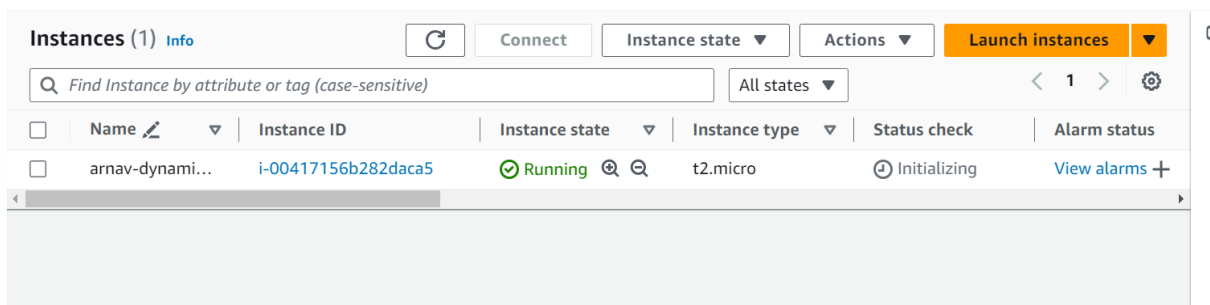 Instances (1) Info Connect Instance state Actions Launch instances
Find Instance by attribute or tag (case-sensitive) All states 1
Name Instance ID Instance state Instance type Status check Alarm status
arnav-dynami... i-00417156b282daca5 Running t2.micro Initializing View alarms +